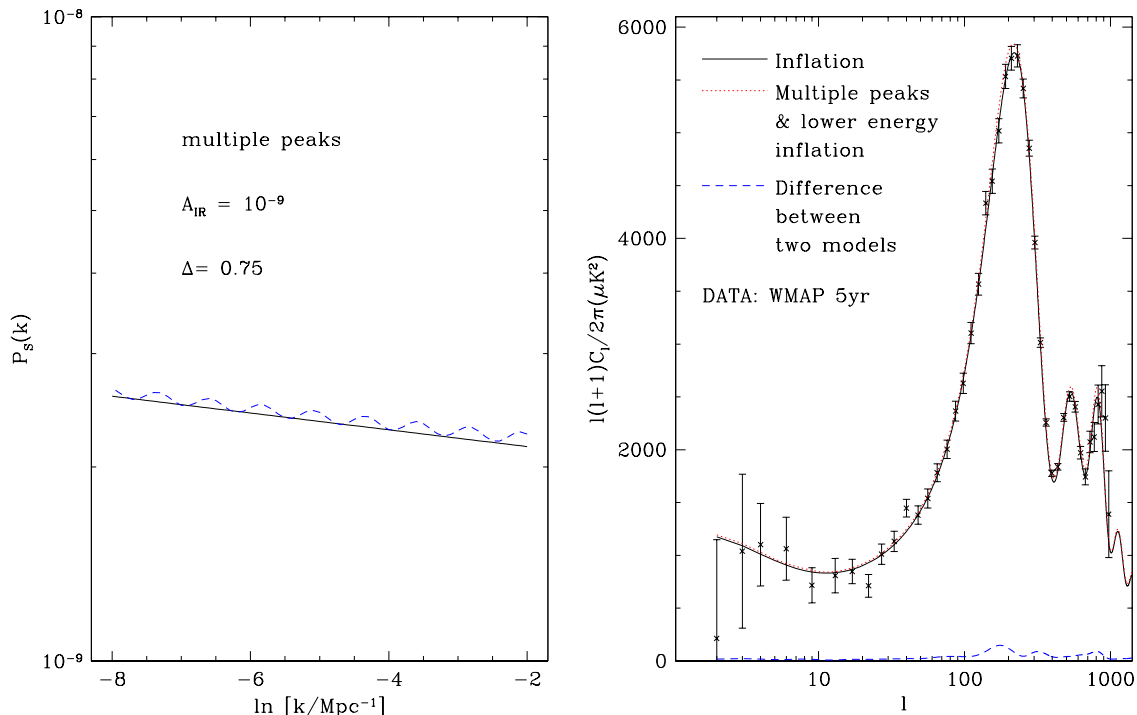 10⁻⁸
multiple peaks
A_IR = 10⁻⁹
Δ= 0.75
P_S(k)
10⁻⁹
−8
−6
−4
−2
ln [k/Mpc⁻¹]
6000
4000
2000
0
l(l+1)C_l/2π(μK²)
Inflation
Multiple peaks
& lower energy
inflation
Difference
between
two models
DATA: WMAP 5yr
10
100
1000
l